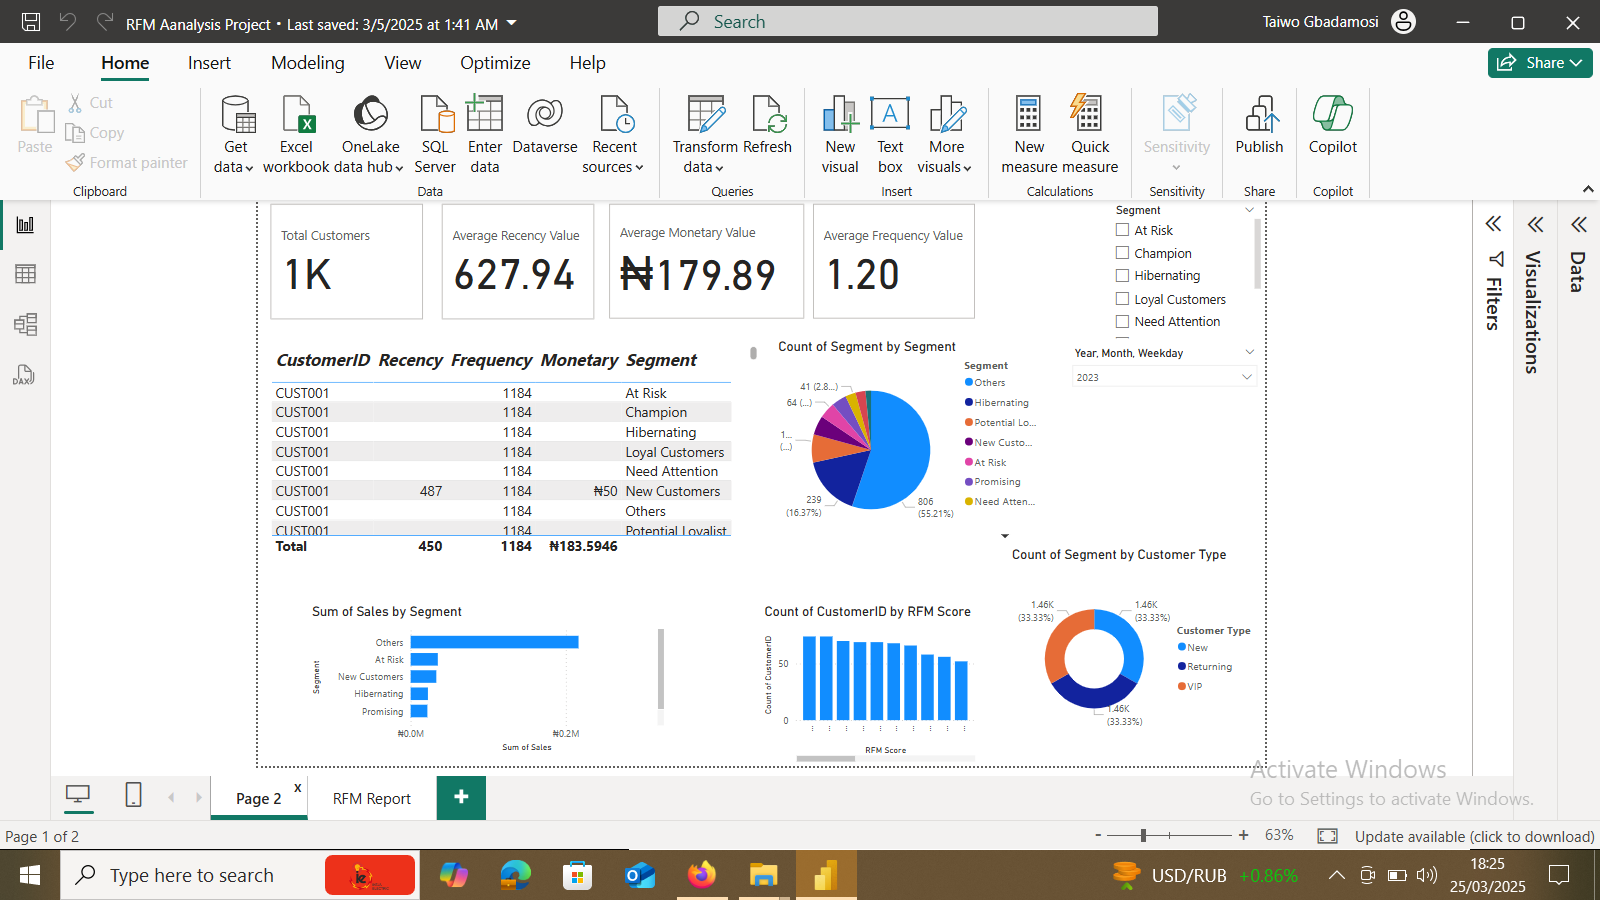 RFM Aanalysis Project • Last saved: 3/5/2025 at 1:41 AM
Search
Taiwo Gbadamosi
File Home Insert Modeling View Optimize Help
Share
Paste
Cut
Copy
Format painter
Clipboard
Get data
Excel workbook
OneLake data hub
SQL Server
Enter data
Dataverse
Recent sources
Data
Transform data
Refresh
Queries
New visual
Text box
More visuals
Insert
New measure
Quick measure
Calculations
Sensitivity
Sensitivity
Publish
Share
Copilot
Copilot
Total Customers
1K
Average Recency Value
627.94
Average Monetary Value
₦179.89
Average Frequency Value
1.20
Segment
At Risk
Champion
Hibernating
Loyal Customers
Need Attention
Year, Month, Weekday
2023
Filters
Visualizations
Data
CustomerID Recency Frequency Monetary Segment
CUST001 1184 At Risk
CUST001 1184 Champion
CUST001 1184 Hibernating
CUST001 1184 Loyal Customers
CUST001 1184 Need Attention
CUST001 487 1184 ₦50 New Customers
CUST001 1184 Others
CUST001 1184 Potential Loyalist
Total 450 1184 ₦183.5946
Count of Segment by Segment
41 (2.8...)
64 (...)
1... (...)
239 (16.37%)
806 (55.21%)
Segment
Others
Hibernating
Potential Lo...
New Custo...
At Risk
Promising
Need Atten...
Sum of Sales by Segment
Segment
Others
At Risk
New Customers
Hibernating
Promising
₦0.0M ₦0.2M
Sum of Sales
Count of CustomerID by RFM Score
Count of CustomerID
50
0
RFM Score
Count of Segment by Customer Type
1.46K (33.33%)
1.46K (33.33%)
1.46K (33.33%)
Customer Type
New
Returning
VIP
Activate Windows
Go to Settings to activate Windows.
DAX
Page 2 x
RFM Report
+
Page 1 of 2
- + 63%
Update available (click to download)
Type here to search
USD/RUB +0.86%
18:25
25/03/2025